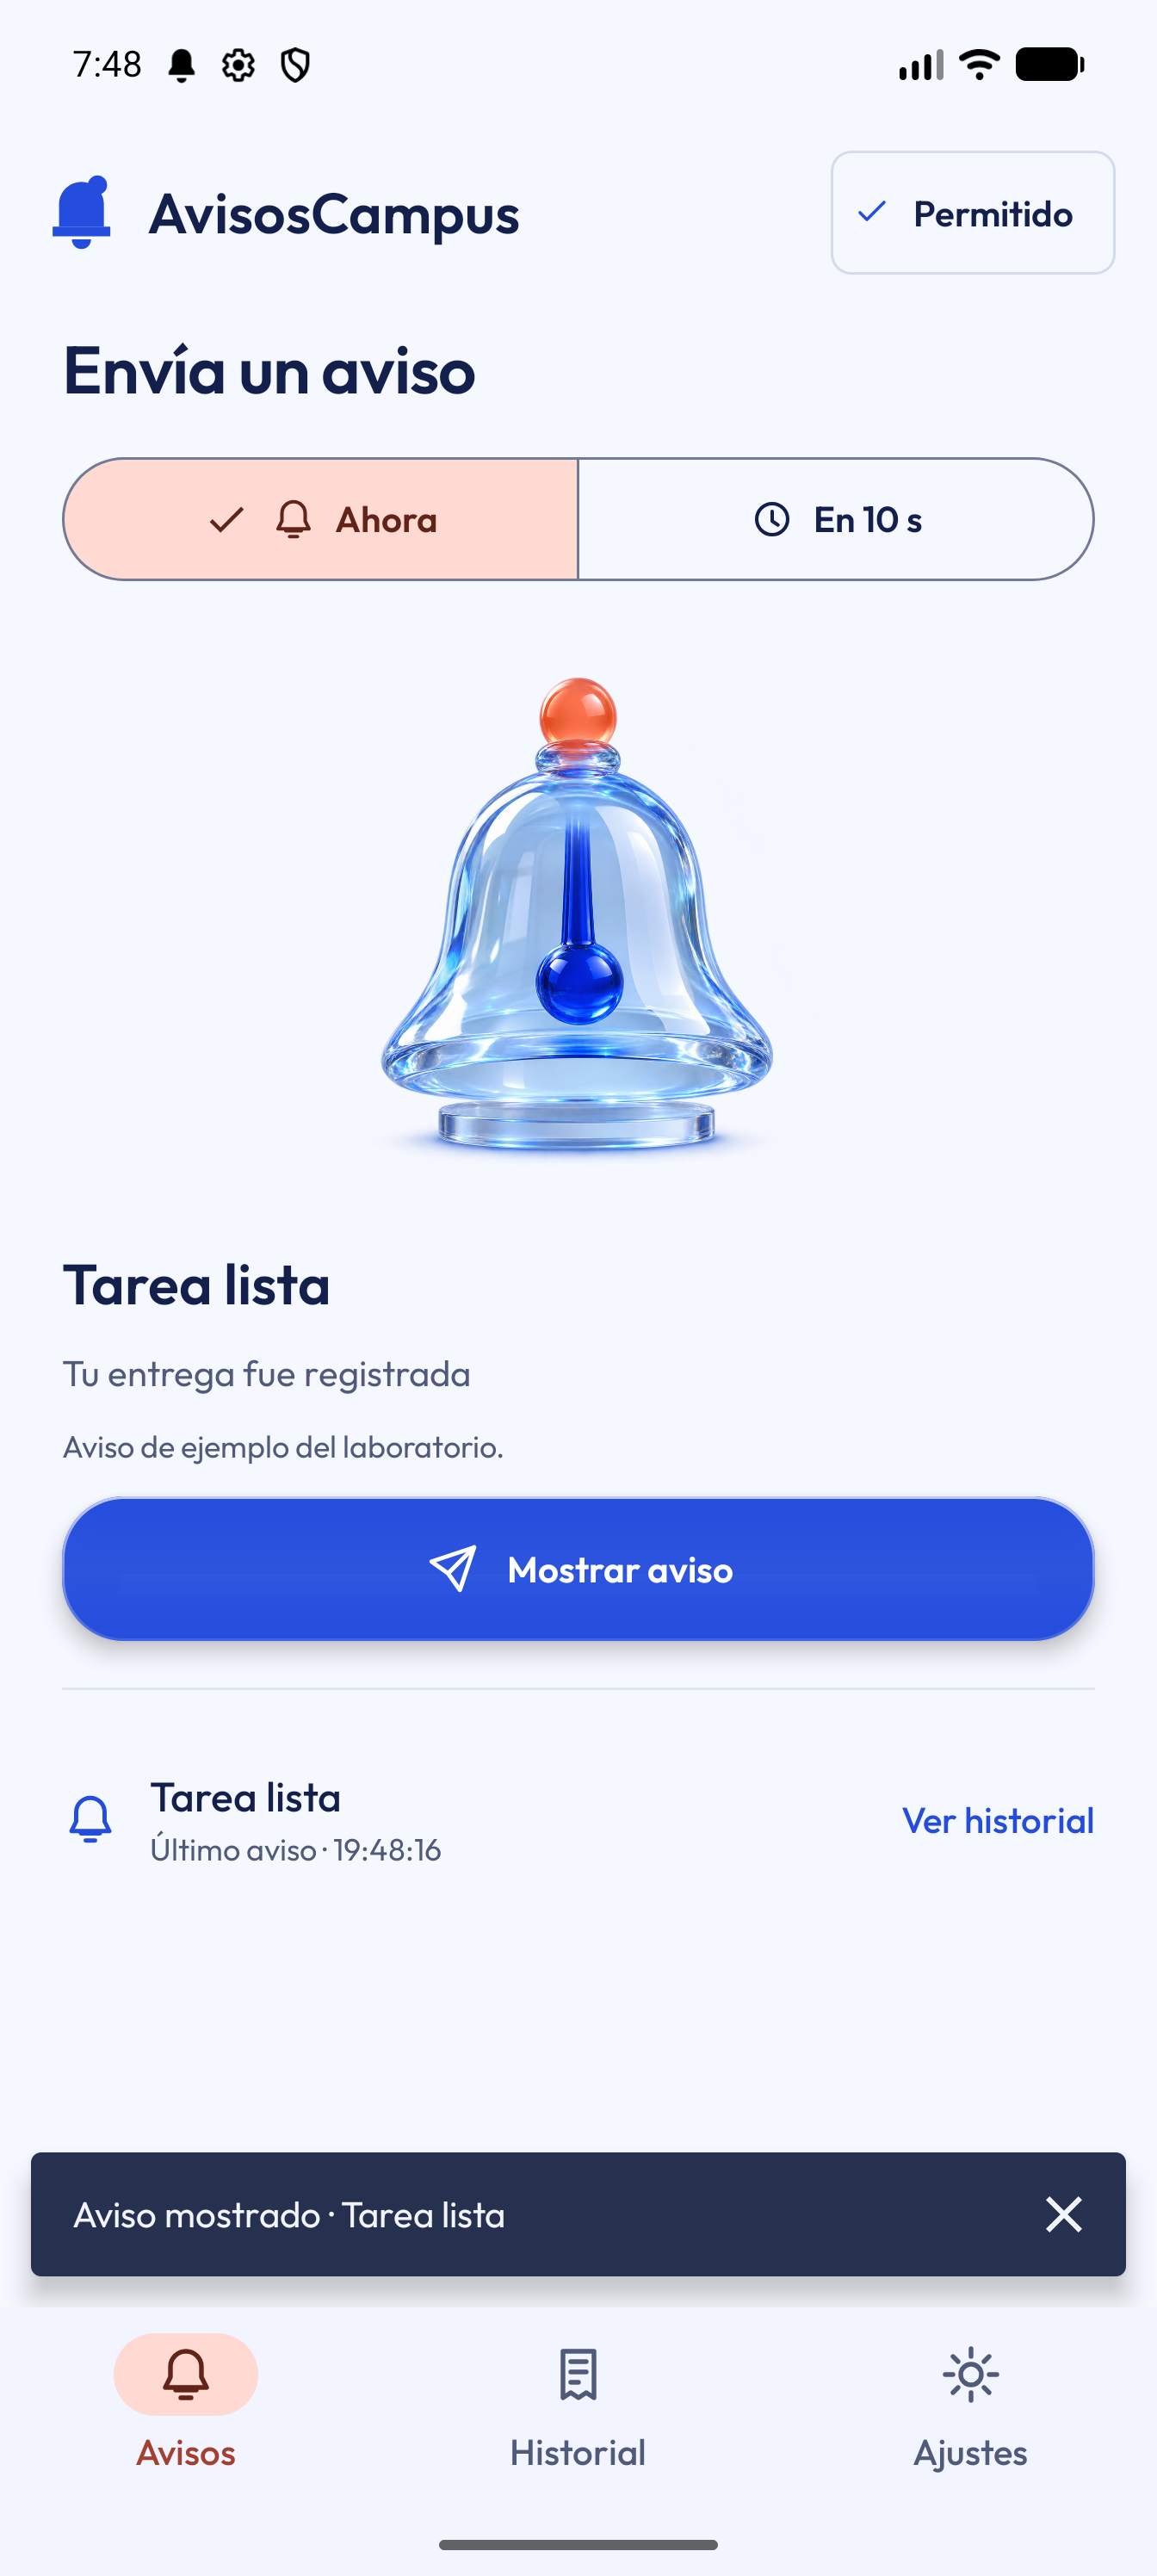 7:48
AvisosCampus
Permitido
Envía un aviso
Ahora
En 10 s
Tarea lista
Tu entrega fue registrada
Aviso de ejemplo del laboratorio.
Mostrar aviso
Tarea lista
Último aviso · 19:48:16
Ver historial
Aviso mostrado · Tarea lista
Avisos
Historial
Ajustes